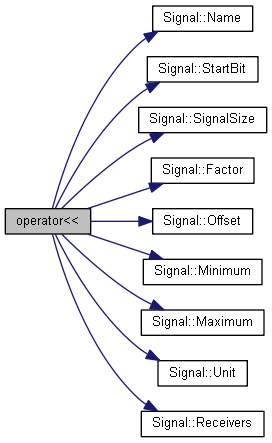 Signal::Name
Signal::StartBit
Signal::SignalSize
Signal::Factor
operator<<
Signal::Offset
Signal::Minimum
Signal::Maximum
Signal::Unit
Signal::Receivers